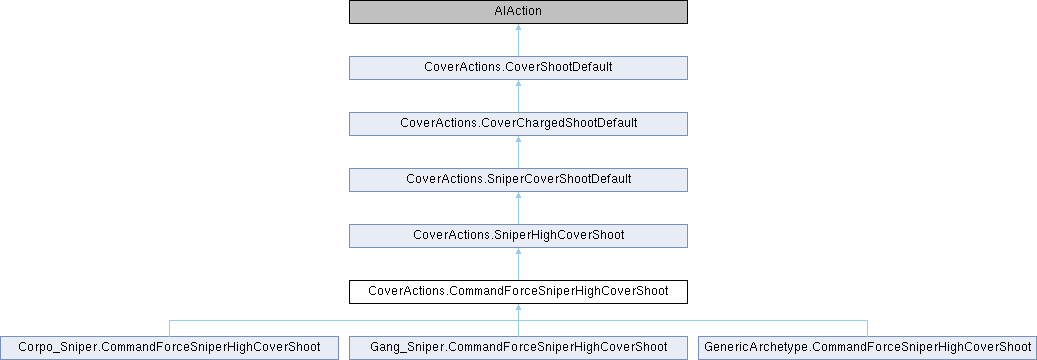 AIAction
CoverActions.CoverShootDefault
CoverActions.CoverChargedShootDefault
CoverActions.SniperCoverShootDefault
CoverActions.SniperHighCoverShoot
CoverActions.CommandForceSniperHighCoverShoot
Corpo_Sniper.CommandForceSniperHighCoverShoot
Gang_Sniper.CommandForceSniperHighCoverShoot
GenericArchetype.CommandForceSniperHighCoverShoot